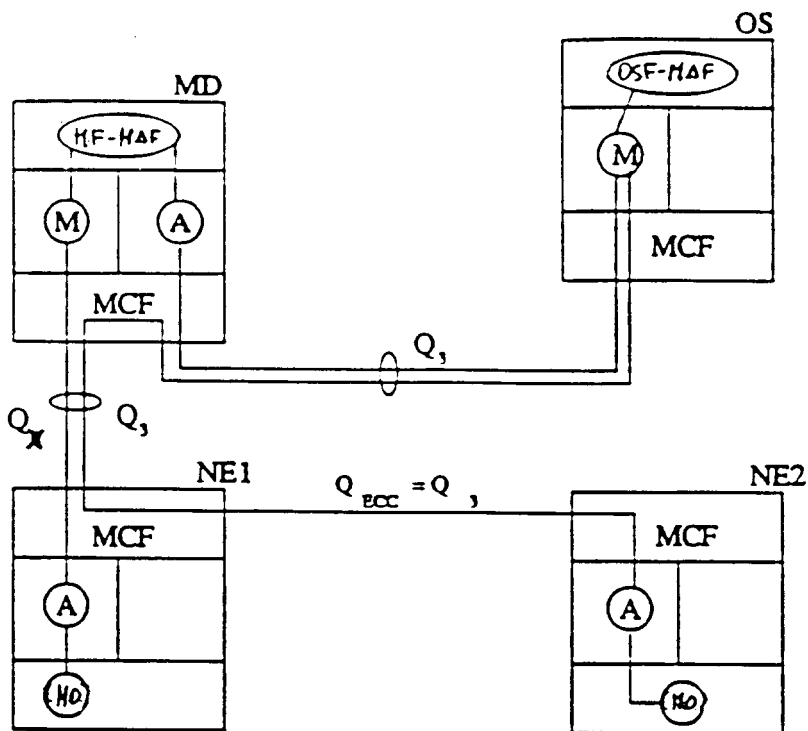 OS
OSF-MAF
M
MCF
MD
MF-MAF
M
A
MCF
Q3
QX
Q3
NE1
MCF
A
MO
QECC = Q3
NE2
MCF
A
MO